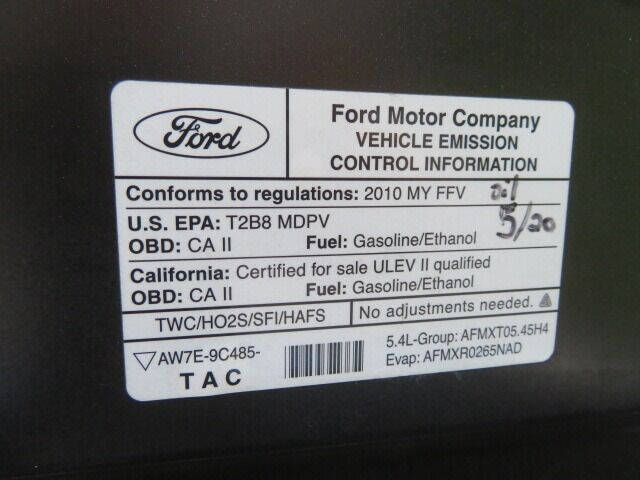 Ford
Ford Motor Company
VEHICLE EMISSION
CONTROL INFORMATION
Conforms to regulations: 2010 MY FFV
oil
5/20
U.S. EPA: T2B8 MDPV
OBD: CA II Fuel: Gasoline/Ethanol
California: Certified for sale ULEV II qualified
OBD: CA II Fuel: Gasoline/Ethanol
TWC/HO2S/SFI/HAFS
No adjustments needed.
AW7E-9C485-
TAC
5.4L-Group: AFMXT05.45H4
Evap: AFMXR0265NAD